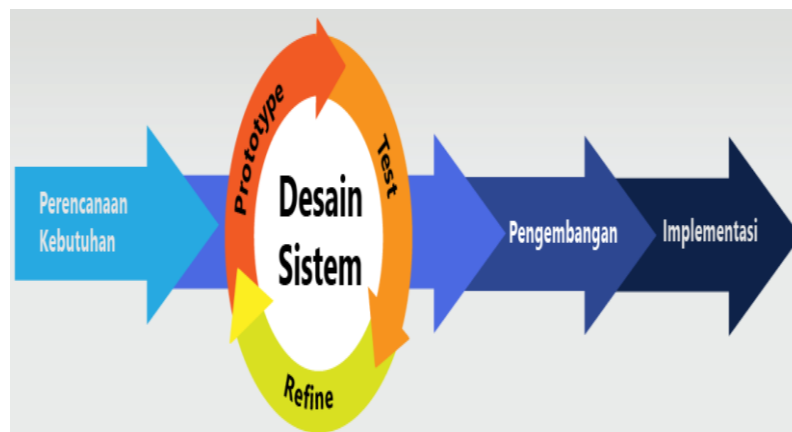 Perencanaan
Kebutuhan
Prototype
Test
Refine
Desain
Sistem
Pengembangan
Implementasi